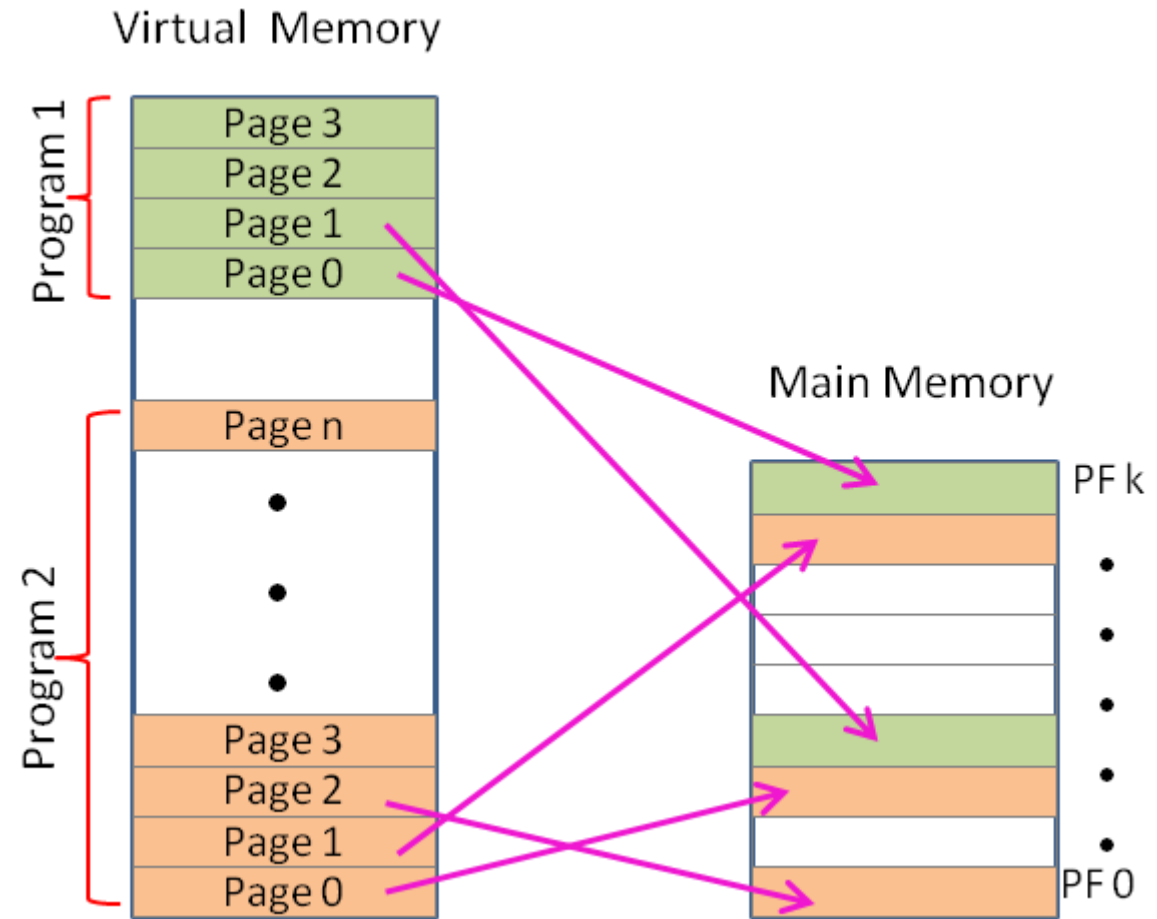 Virtual Memory
Program 1
Page 3
Page 2
Page 1
Page 0
Program 2
Page n
Page 3
Page 2
Page 1
Page 0
Main Memory
PF k
PF 0